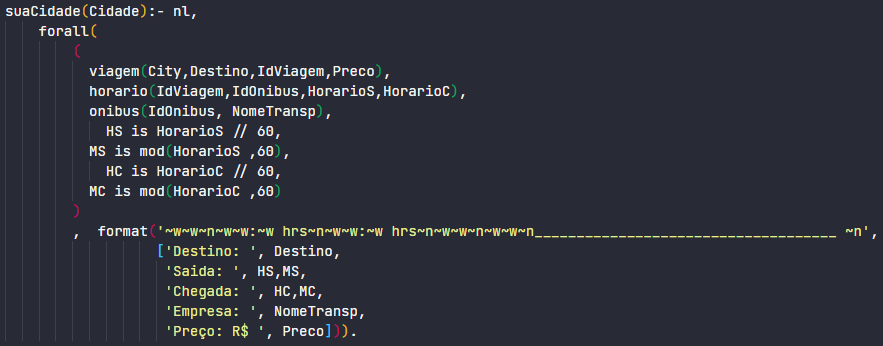 suaCidade(Cidade):- nl,
    forall(
        (
          viagem(City,Destino,IdViagem,Preco),
          horario(IdViagem,IdOnibus,HorarioS,HorarioC),
          onibus(IdOnibus, NomeTransp),
            HS is HorarioS // 60,
          MS is mod(HorarioS ,60),
            HC is HorarioC // 60,
          MC is mod(HorarioC ,60)
        )
        ,  format('~w~w~n~w~w:~w hrs~n~w~w:~w hrs~n~w~w~n~w~w~n____________________________________ ~n',
                  ['Destino: ', Destino,
                   'Saida: ', HS,MS,
                   'Chegada: ', HC,MC,
                   'Empresa: ', NomeTransp,
                   'Preço: R$ ', Preco])).